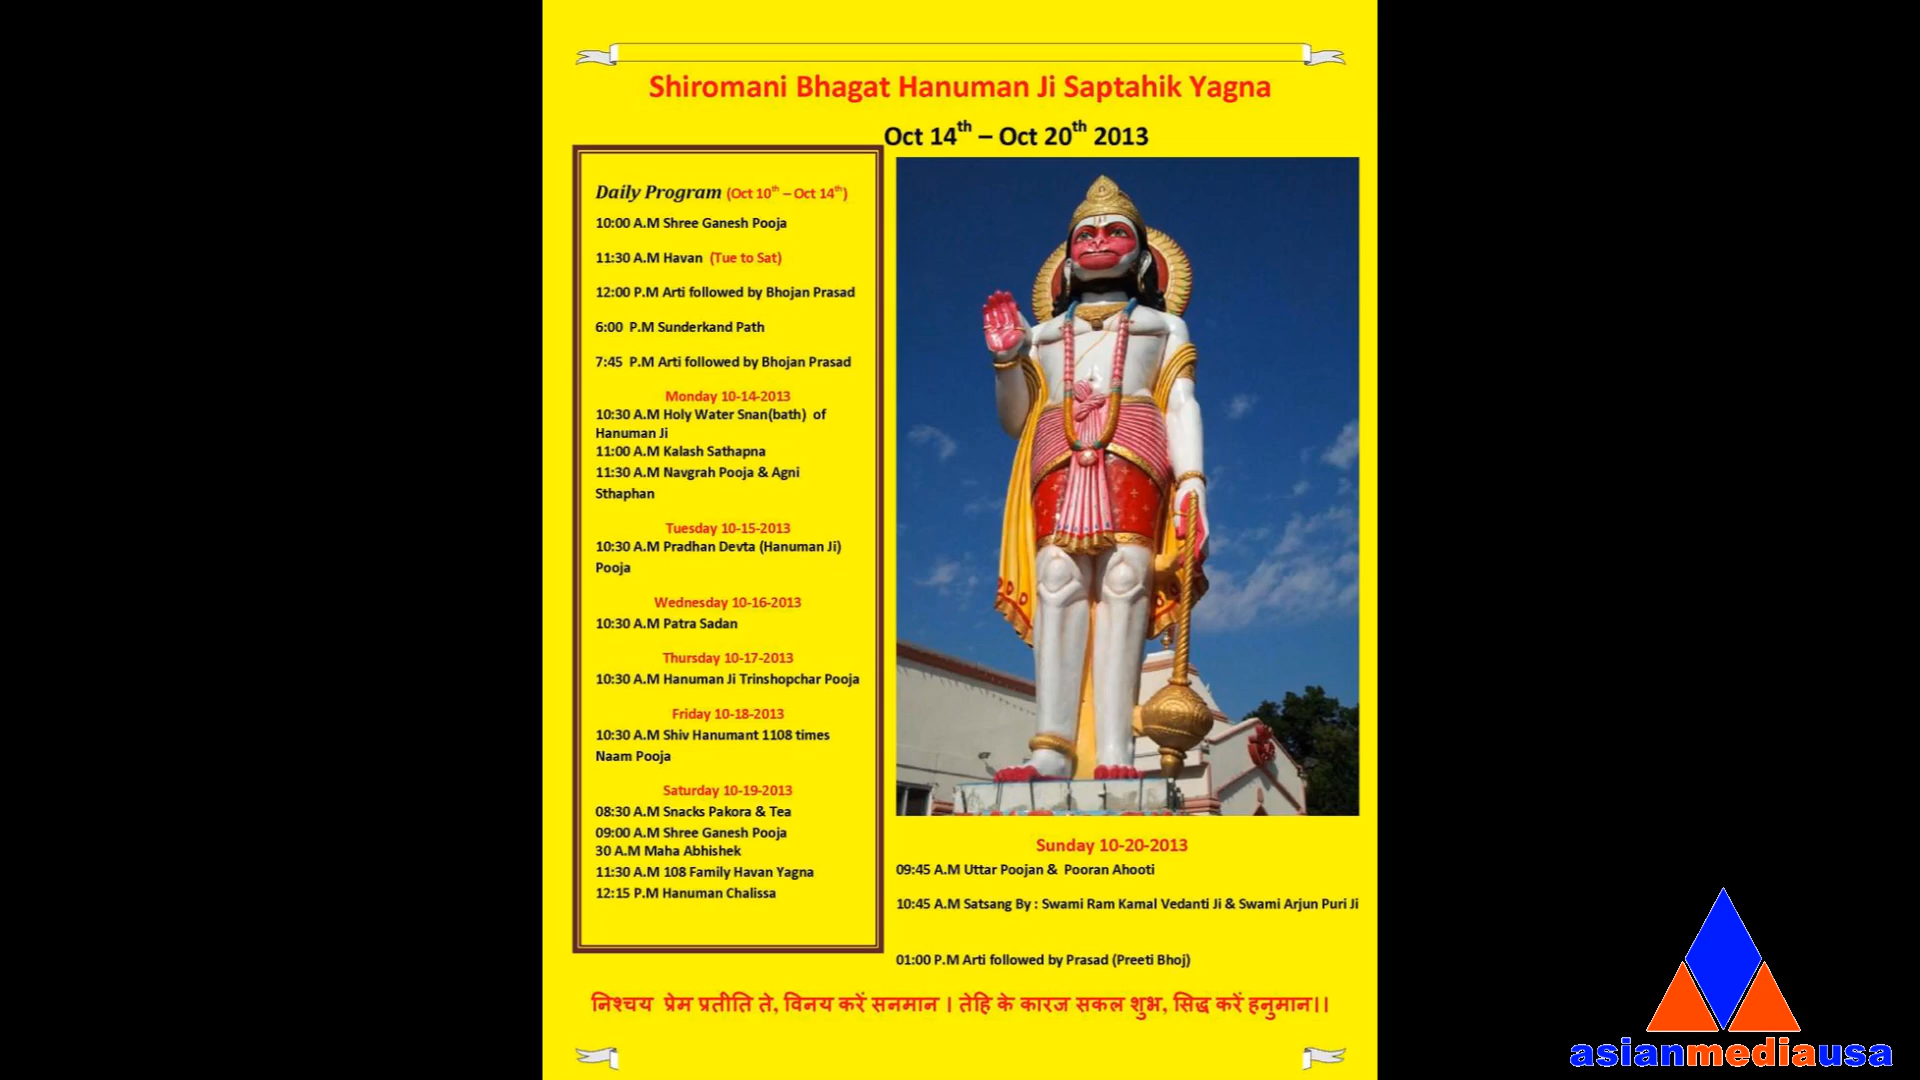 Shiromani Bhagat Hanuman Ji Saptahik Yagna
Oct 14th – Oct 20th 2013
Daily Program (Oct 10th – Oct 14th)
10:00 A.M Shree Ganesh Pooja
11:30 A.M Havan (Tue to Sat)
12:00 P.M Arti followed by Bhojan Prasad
6:00 P.M Sunderkand Path
7:45 P.M Arti followed by Bhojan Prasad
Monday 10-14-2013
10:30 A.M Holy Water Snan(bath) of
Hanuman Ji
11:00 A.M Kalash Sathapna
11:30 A.M Navgrah Pooja & Agni
Sthaphan
Tuesday 10-15-2013
10:30 A.M Pradhan Devta (Hanuman Ji)
Pooja
Wednesday 10-16-2013
10:30 A.M Patra Sadan
Thursday 10-17-2013
10:30 A.M Hanuman Ji Trinshopchar Pooja
Friday 10-18-2013
10:30 A.M Shiv Hanumant 1108 times
Naam Pooja
Saturday 10-19-2013
08:30 A.M Snacks Pakora & Tea
09:00 A.M Shree Ganesh Pooja
30 A.M Maha Abhishek
11:30 A.M 108 Family Havan Yagna
12:15 P.M Hanuman Chalissa
Sunday 10-20-2013
09:45 A.M Uttar Poojan & Pooran Ahooti
10:45 A.M Satsang By : Swami Ram Kamal Vedanti Ji & Swami Arjun Puri Ji
01:00 P.M Arti followed by Prasad (Preeti Bhoj)
निश्चय प्रेम प्रतीति ते, विनय करें सनमान । तेहि के कारज सकल शुभ, सिद्ध करें हनुमान।।
asianmediausa